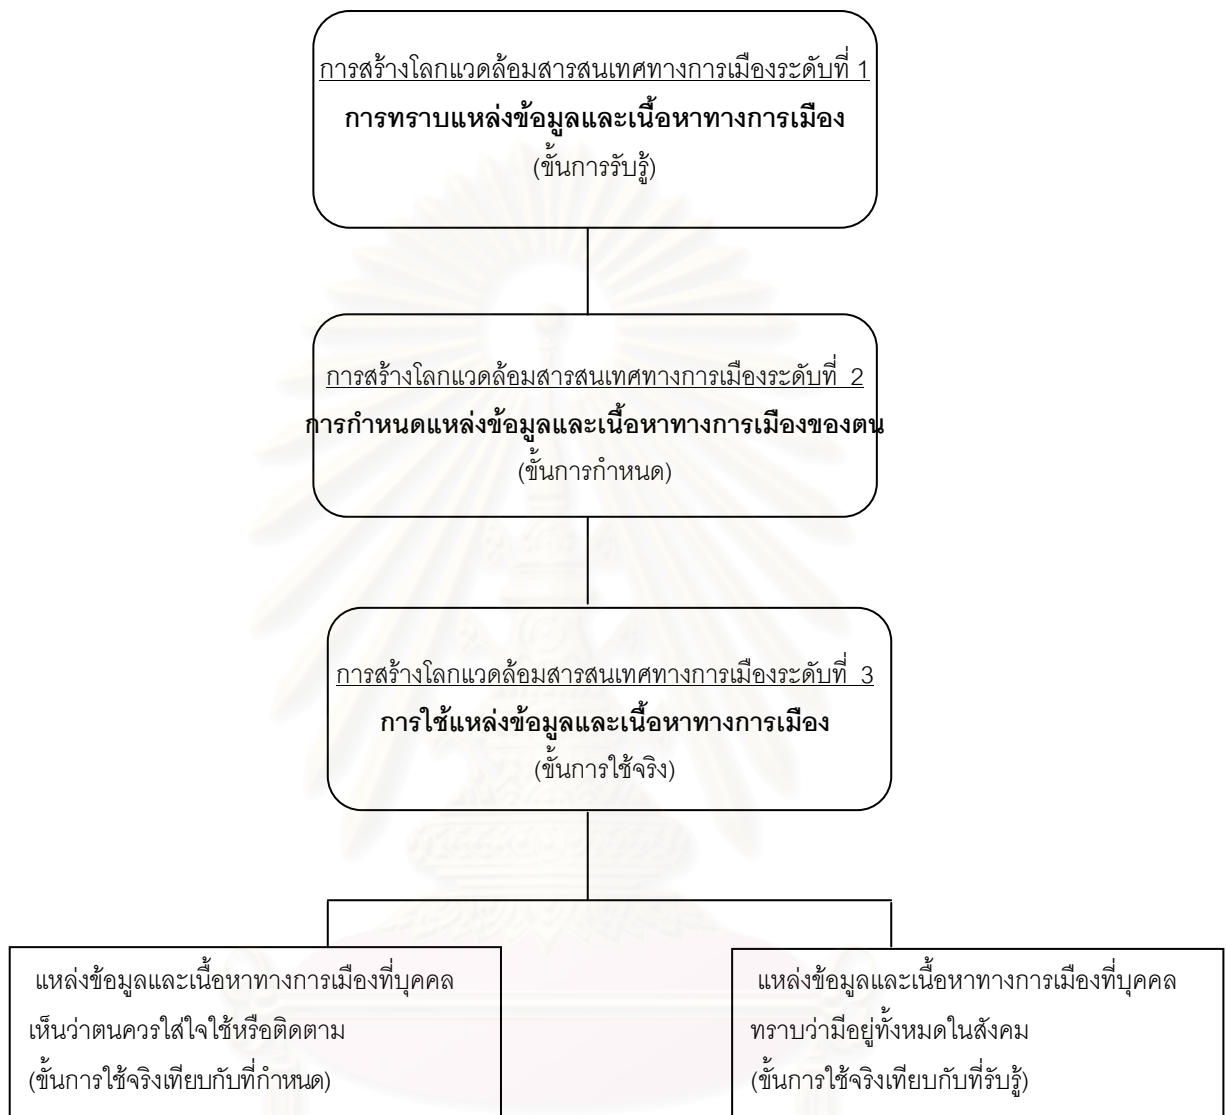 การสร้างโลกแวดล้อมสารสนเทศทางการเมืองระดับที่ 1
การทราบแหล่งข้อมูลและเนื้อหาทางการเมือง
(ขั้นการรับรู้)
การสร้างโลกแวดล้อมสารสนเทศทางการเมืองระดับที่ 2
การกำหนดแหล่งข้อมูลและเนื้อหาทางการเมืองของตน
(ขั้นการกำหนด)
การสร้างโลกแวดล้อมสารสนเทศทางการเมืองระดับที่ 3
การใช้แหล่งข้อมูลและเนื้อหาทางการเมือง
(ขั้นการใช้จริง)
แหล่งข้อมูลและเนื้อหาทางการเมืองที่บุคคล
เห็นว่าตนควรใส่ใจใช้หรือติดตาม
(ขั้นการใช้จริงเทียบกับที่กำหนด)
แหล่งข้อมูลและเนื้อหาทางการเมืองที่บุคคล
ทราบว่ามีอยู่ทั้งหมดในสังคม
(ขั้นการใช้จริงเทียบกับที่รับรู้)